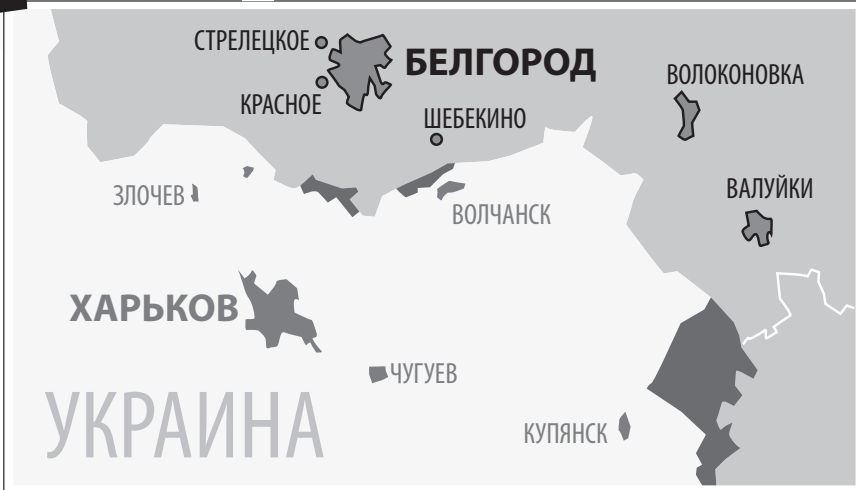 СТРЕЛЕЦКОЕ
БЕЛГОРОД
КРАСНОЕ
ШЕБЕКИНО
ВОЛОКОНОВКА
ЗЛОЧЕВ
ВОЛЧАНСК
ВАЛУЙКИ
ХАРЬКОВ
ЧУГУЕВ
УКРАИНА
КУПЯНСК